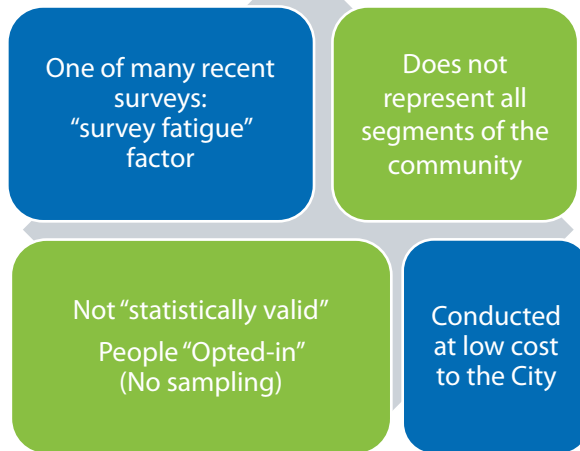 One of many recent
surveys:
“survey fatigue”
factor
Does not
represent all
segments of the
community
Not “statistically valid”
People “Opted-in”
(No sampling)
Conducted
at low cost
to the City